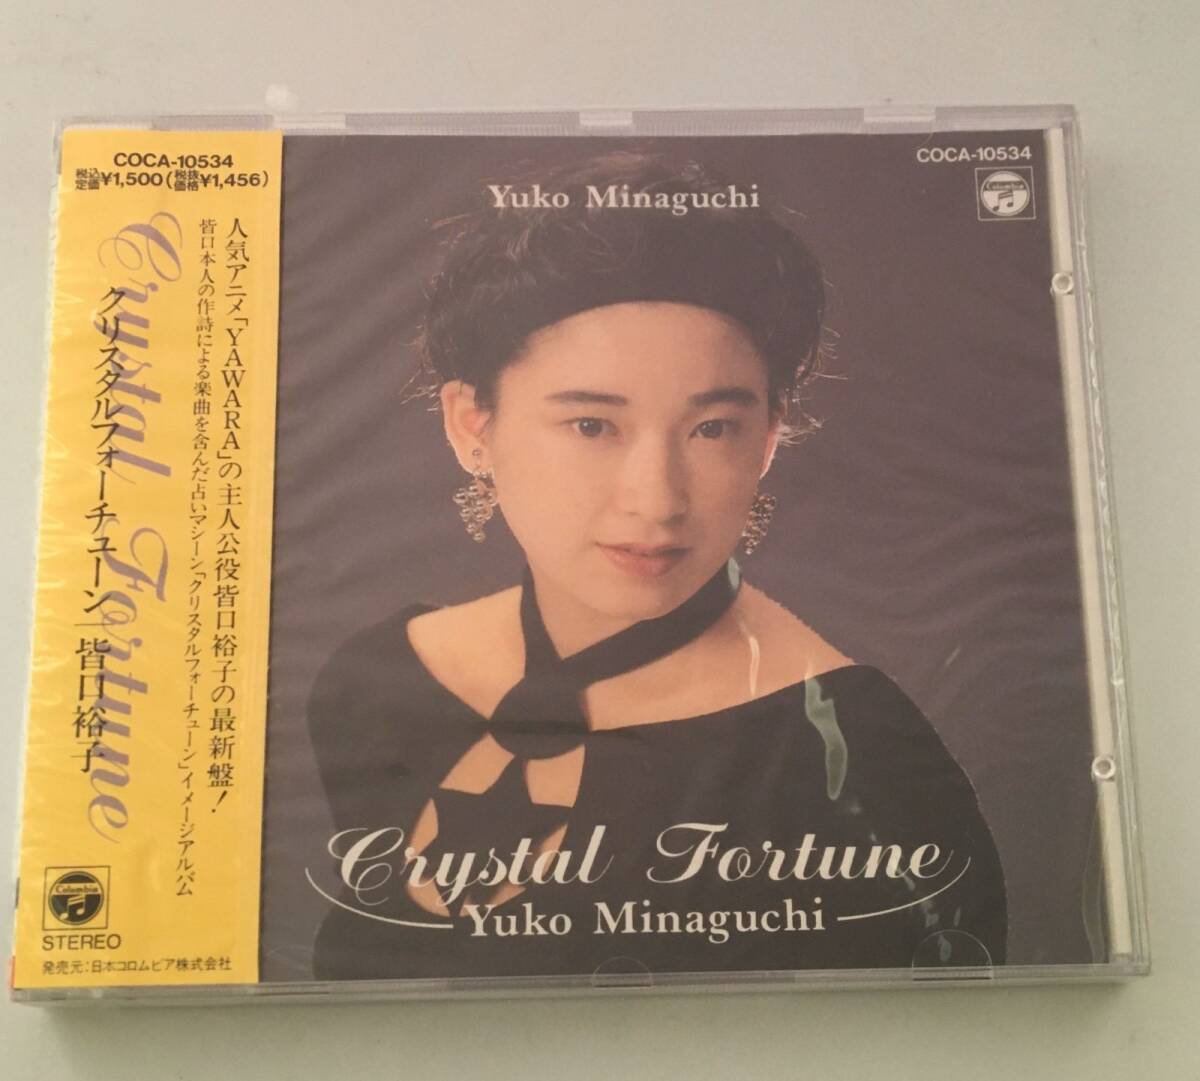 COCA-10534
税込定価¥1,500(税抜価格¥1,456)
人気アニメ「YAWARA」の主人公役皆口裕子の最新盤!
皆口本人の作詩による楽曲を含んだ占いマシーン「クリスタルフォーチューン」イメージアルバム
Crystal Fortune
クリスタルフォーチューン/皆口裕子
Columbia
STEREO
発売元:日本コロムビア株式会社
COCA-10534
Columbia
Yuko Minaguchi
Crystal Fortune
Yuko Minaguchi